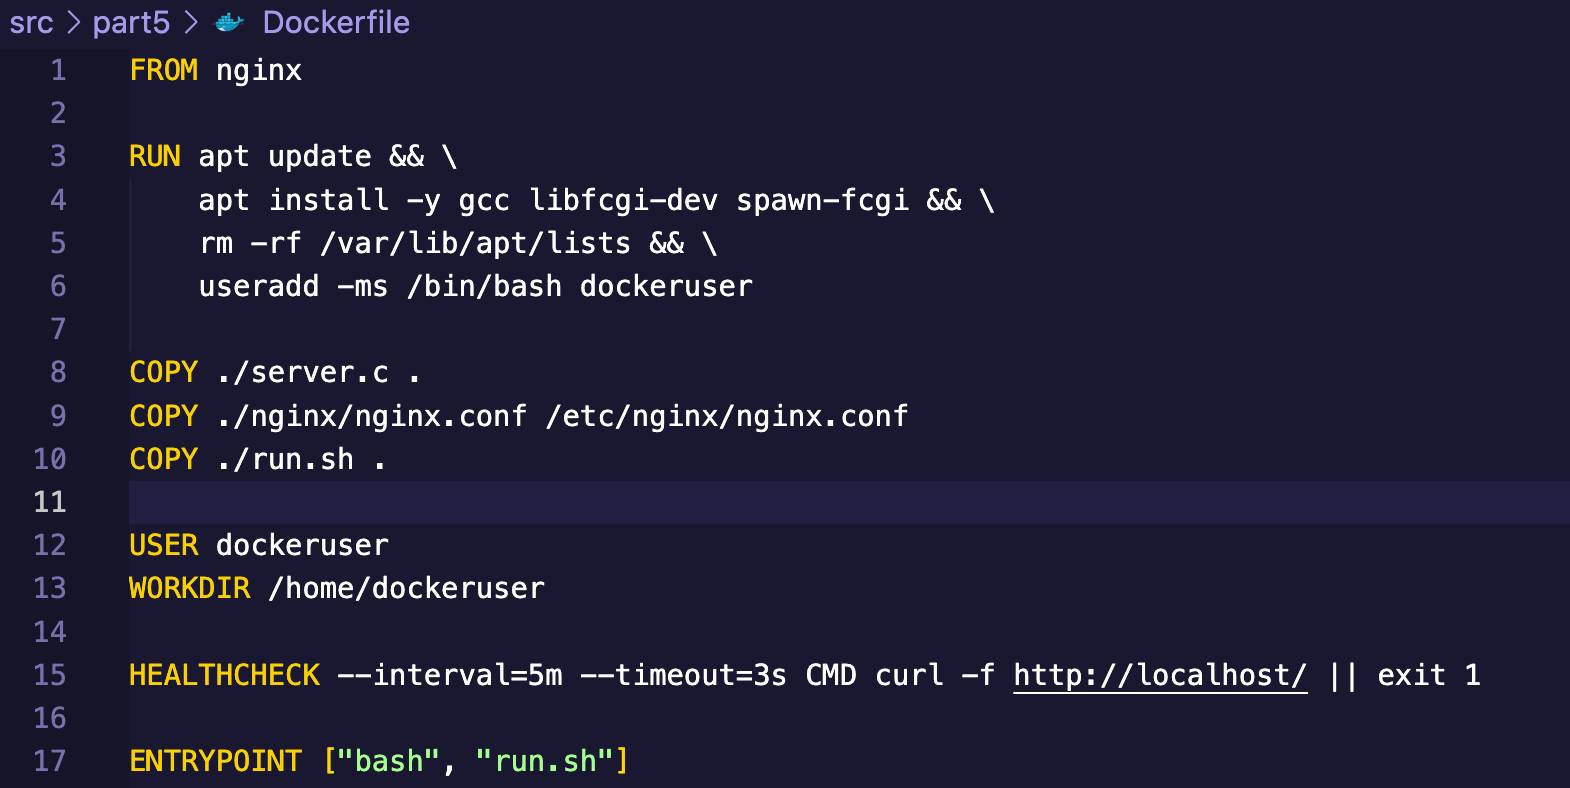 src > part5 > Dockerfile
1 FROM nginx
2
3 RUN apt update && \
4     apt install -y gcc libfcgi-dev spawn-fcgi && \
5     rm -rf /var/lib/apt/lists && \
6     useradd -ms /bin/bash dockeruser
7
8 COPY ./server.c .
9 COPY ./nginx/nginx.conf /etc/nginx/nginx.conf
10 COPY ./run.sh .
11
12 USER dockeruser
13 WORKDIR /home/dockeruser
14
15 HEALTHCHECK --interval=5m --timeout=3s CMD curl -f http://localhost/ || exit 1
16
17 ENTRYPOINT ["bash", "run.sh"]